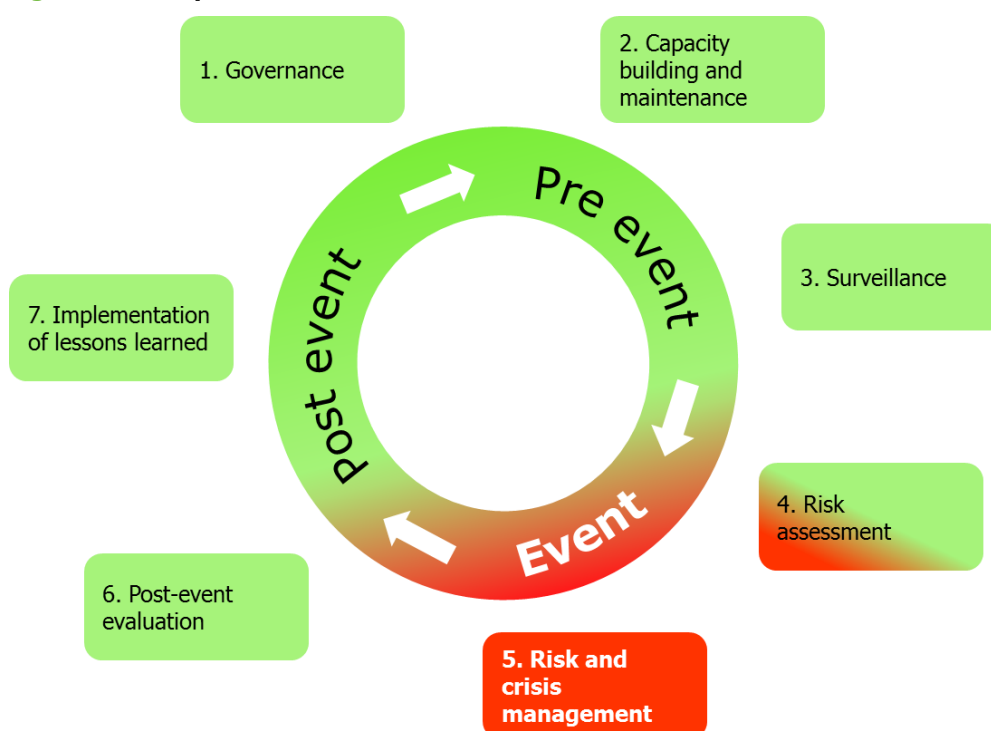 1. Governance
2. Capacity
building and
maintenance
Pre event
3. Surveillance
Post event
7. Implementation
of lessons learned
4. Risk
assessment
Event
6. Post-event
evaluation
5. Risk and
crisis
management